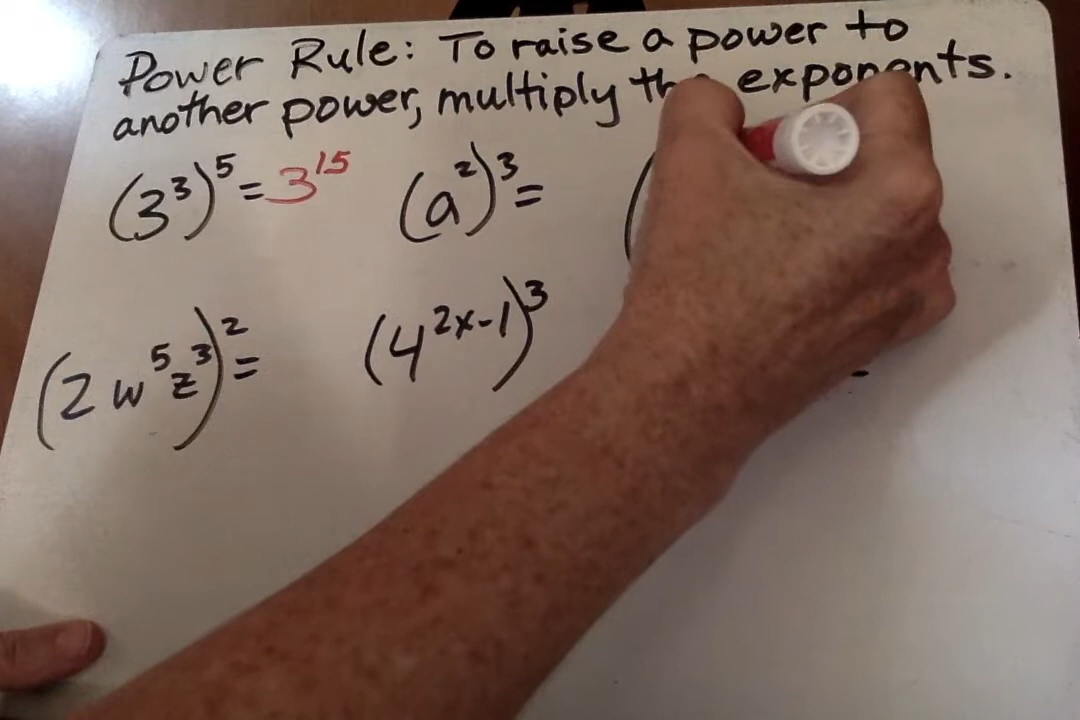 Power Rule: To raise a power to
another power, multiply exponents.
(3³)⁵ = 3¹⁵ (a²)³ = (
(2w⁵z³)² = (4²ˣ⁻¹)³